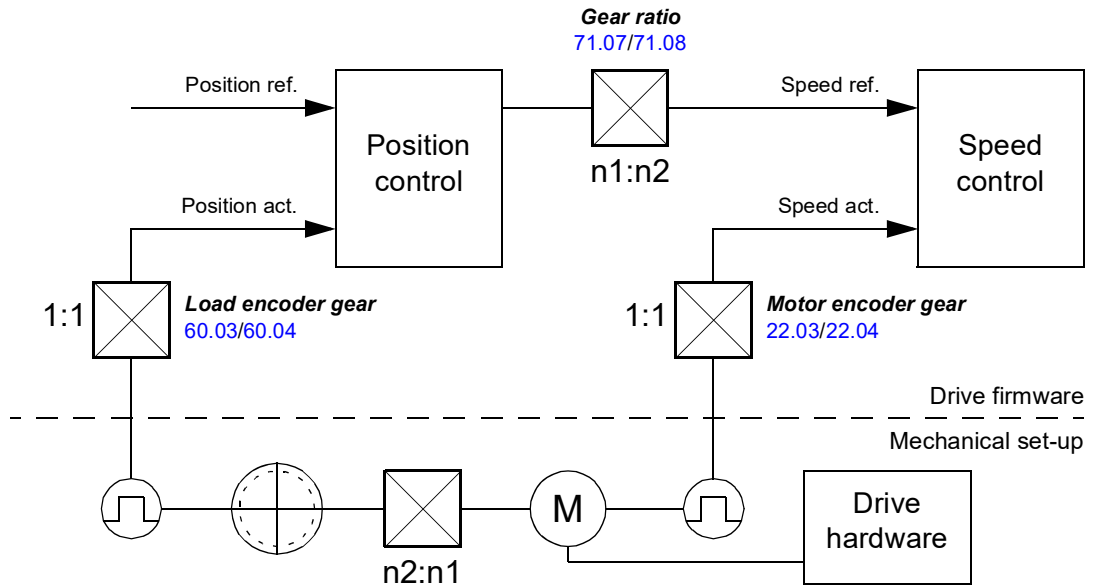 Gear ratio
71.07/71.08
Position ref.
Speed ref.
Position
control
n1:n2
Speed
control
Position act.
Speed act.
1:1
Load encoder gear
60.03/60.04
1:1
Motor encoder gear
22.03/22.04
Drive firmware
Mechanical set-up
M
Drive
hardware
n2:n1